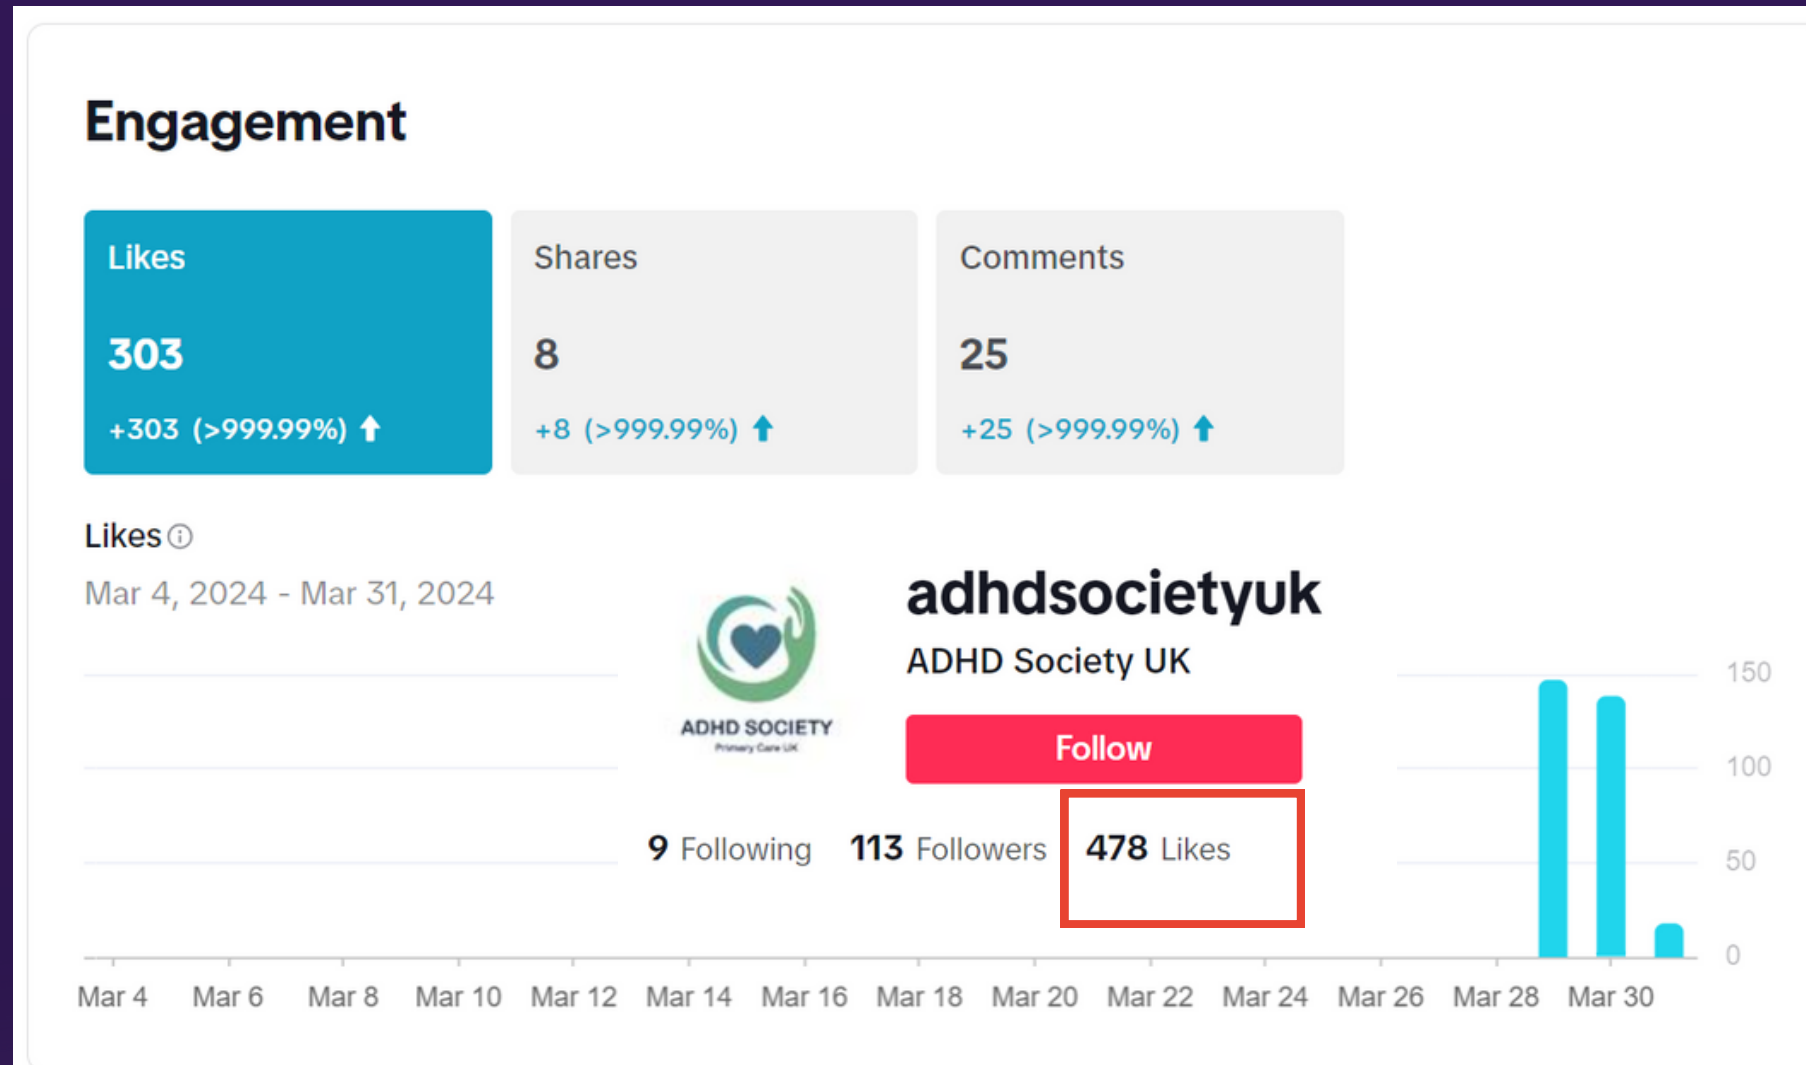 Engagement
Likes
303
+303 (>999.99%)
Shares
8
+8 (>999.99%)
Comments
25
+25 (>999.99%)
Likes
Mar 4, 2024 - Mar 31, 2024
ADHD SOCIETY
Primary Care UK
adhdsocietyuk
ADHD Society UK
Follow
9 Following 113 Followers 478 Likes
150
100
50
0
Mar 4 Mar 6 Mar 8 Mar 10 Mar 12 Mar 14 Mar 16 Mar 18 Mar 20 Mar 22 Mar 24 Mar 26 Mar 28 Mar 30